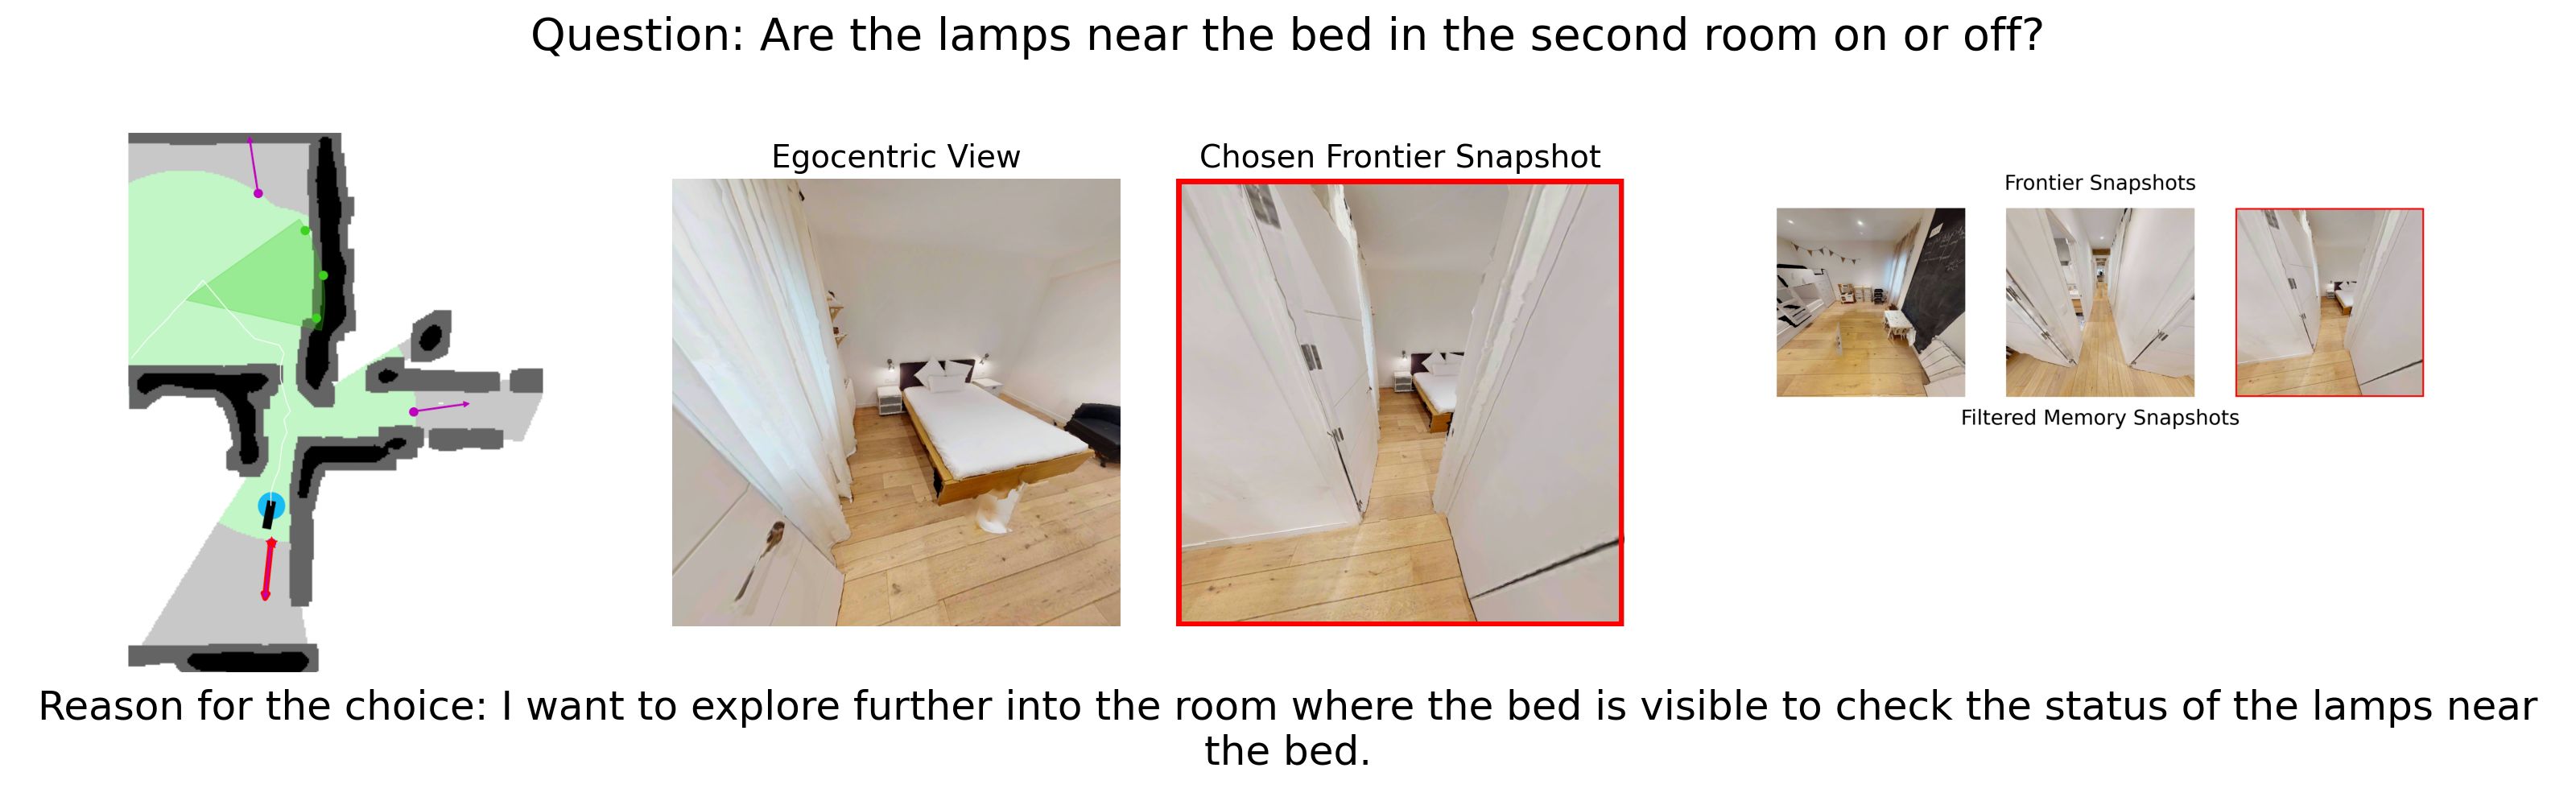 Question: Are the lamps near the bed in the second room on or off?
Egocentric View
Chosen Frontier Snapshot
Frontier Snapshots
Filtered Memory Snapshots
Reason for the choice: I want to explore further into the room where the bed is visible to check the status of the lamps near
the bed.